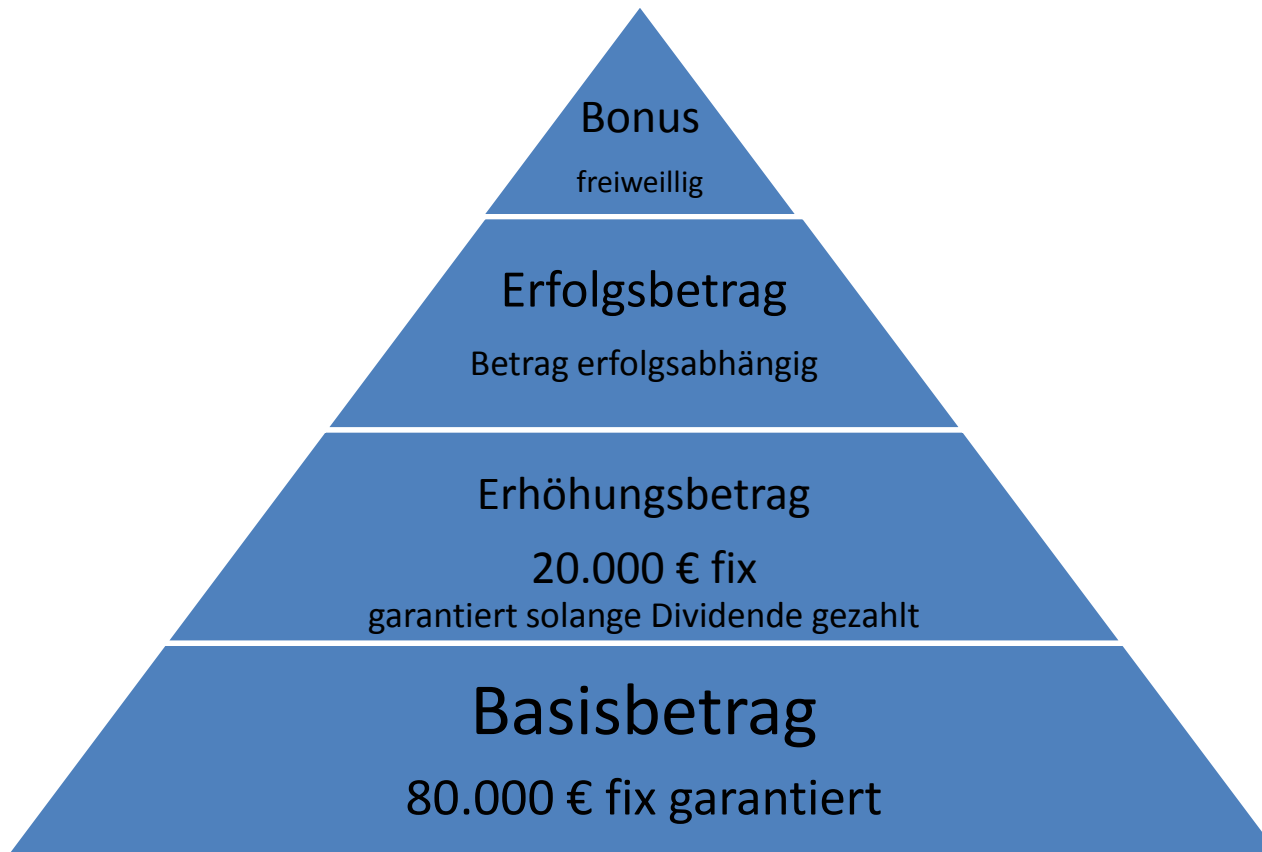 Bonus
freiweillig
Erfolgsbetrag
Betrag erfolgsabhängig
Erhöhungsbetrag
20.000 € fix
garantiert solange Dividende gezahlt
Basisbetrag
80.000 € fix garantiert